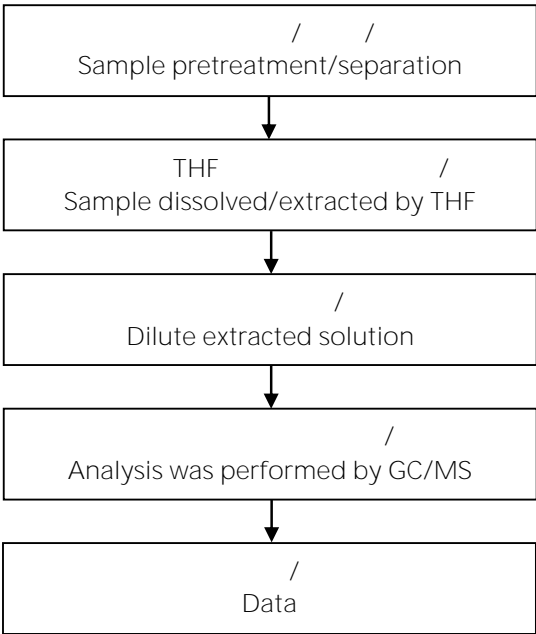 / /
Sample pretreatment/separation
THF /
Sample dissolved/extracted by THF
/
Dilute extracted solution
/
Analysis was performed by GC/MS
/
Data